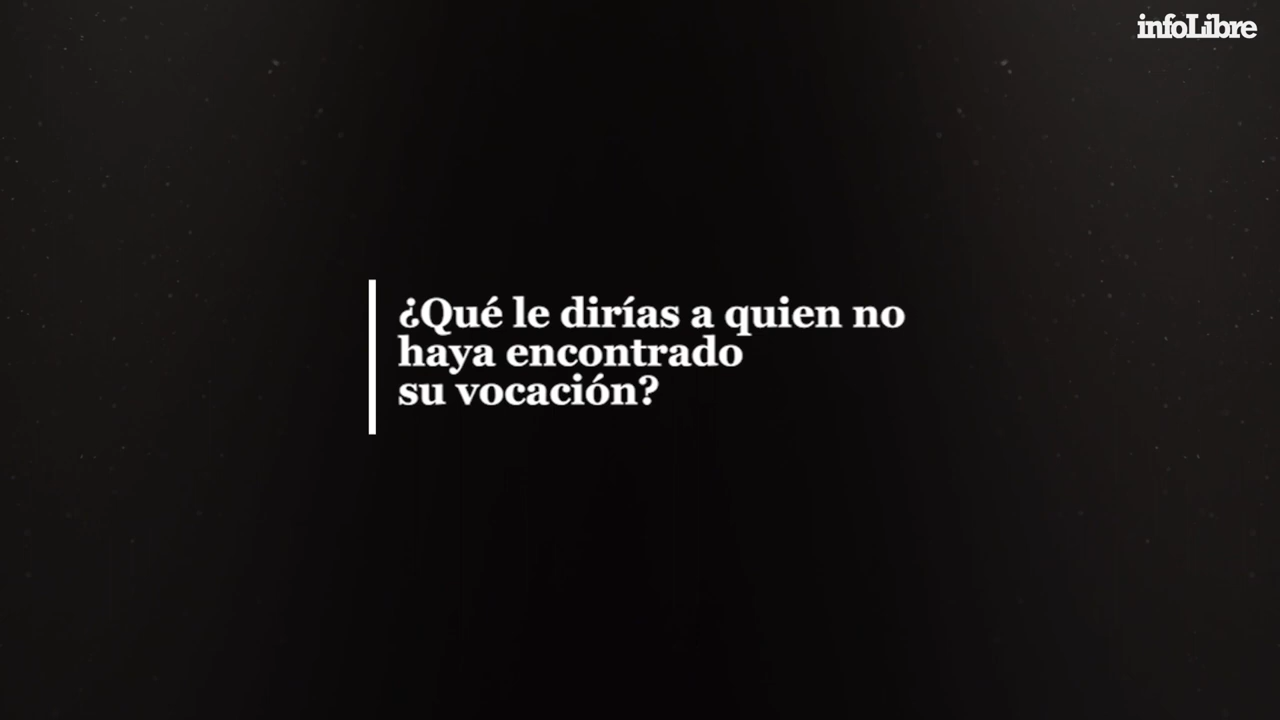 infoLibre
¿Qué le dirías a quien no
haya encontrado
su vocación?